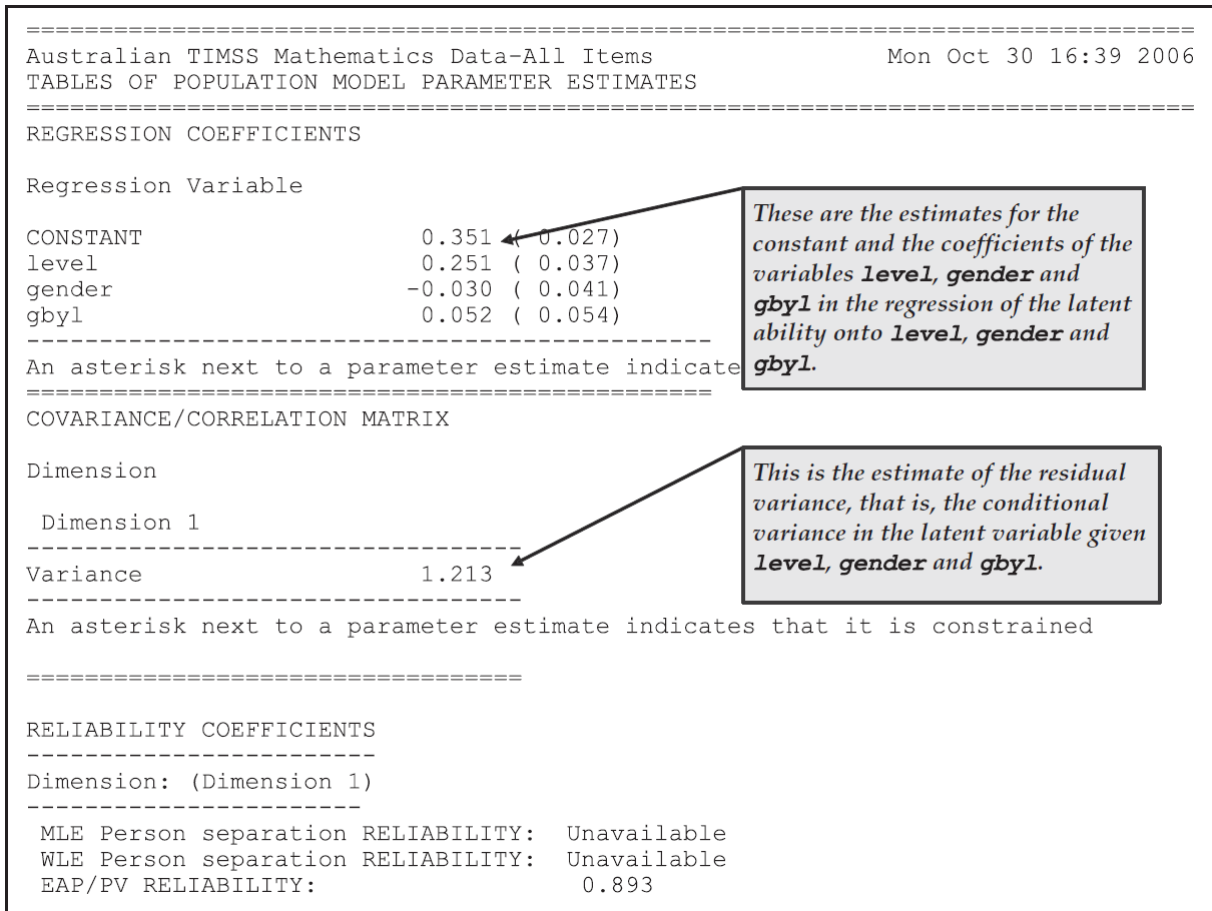 ================================================================================
Australian TIMSS Mathematics Data-All Items Mon Oct 30 16:39 2006
TABLES OF POPULATION MODEL PARAMETER ESTIMATES
================================================================================
REGRESSION COEFFICIENTS
Regression Variable
CONSTANT 0.351 ( 0.027)
level 0.251 ( 0.037)
gender -0.030 ( 0.041)
gbyl 0.052 ( 0.054)
-----------------------------------------------
An asterisk next to a parameter estimate indicate
===============================================
These are the estimates for the
constant and the coefficients of the
variables level, gender and
gbyl in the regression of the latent
ability onto level, gender and
gbyl.
COVARIANCE/CORRELATION MATRIX
Dimension
Dimension 1
----------------------------------
Variance 1.213
----------------------------------
This is the estimate of the residual
variance, that is, the conditional
variance in the latent variable given
level, gender and gbyl.
An asterisk next to a parameter estimate indicates that it is constrained
==================================
RELIABILITY COEFFICIENTS
------------------------
Dimension: (Dimension 1)
-----------------------
MLE Person separation RELIABILITY: Unavailable
WLE Person separation RELIABILITY: Unavailable
EAP/PV RELIABILITY: 0.893